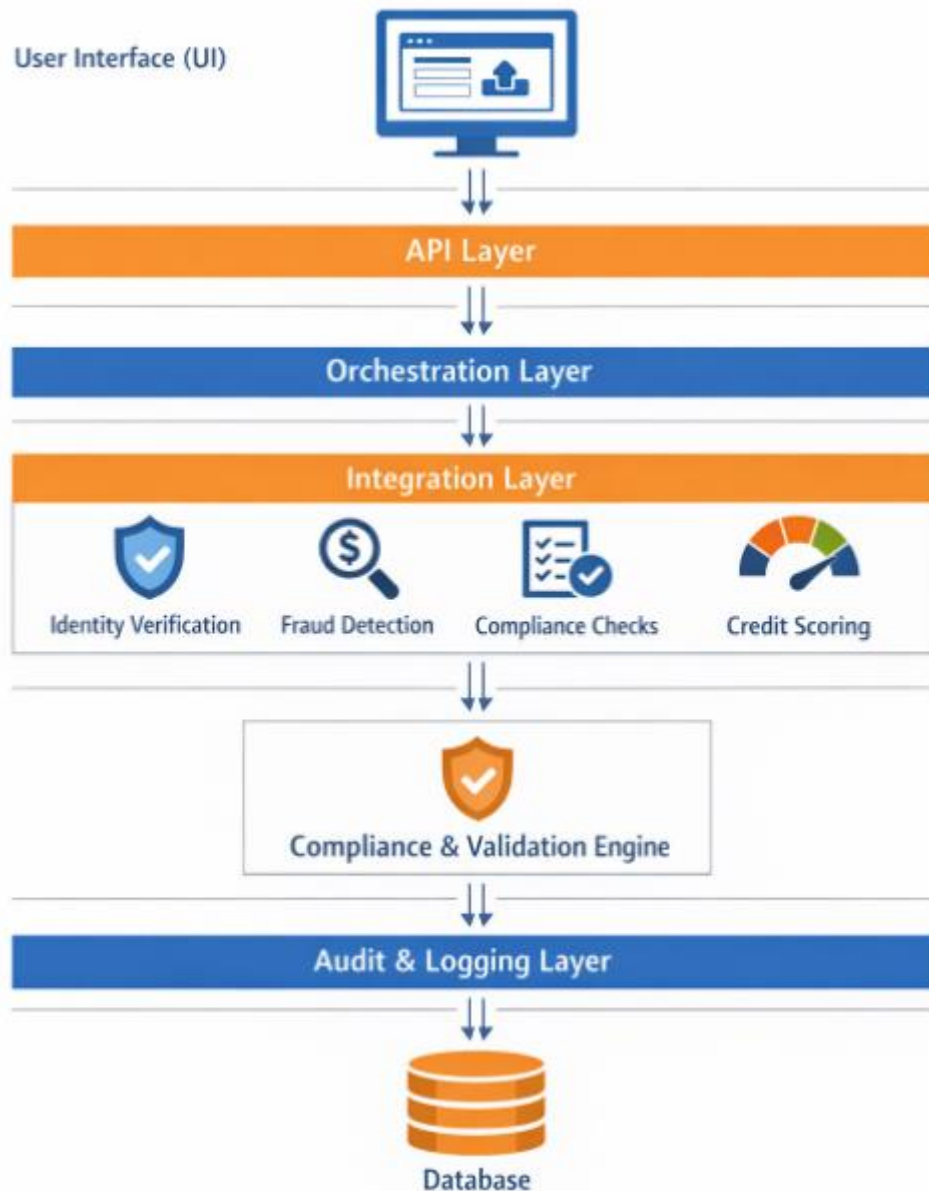 User Interface (UI)
API Layer
Orchestration Layer
Integration Layer
$
Identity Verification
Fraud Detection
Compliance Checks
Credit Scoring
Compliance & Validation Engine
Audit & Logging Layer
Database